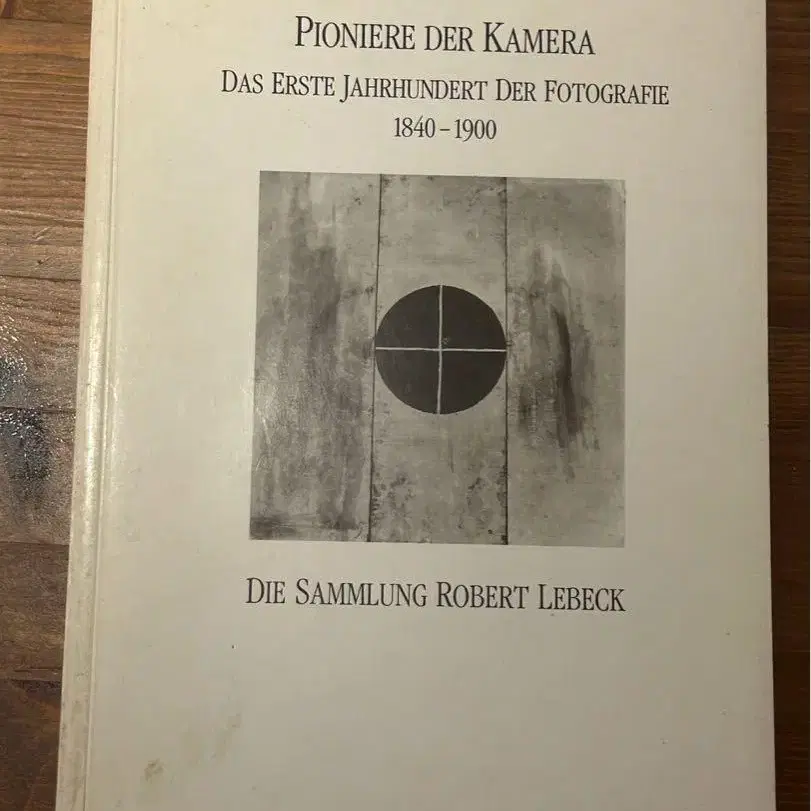 PIONIERE DER KAMERA
DAS ERSTE JAHRHUNDERT DER FOTOGRAFIE
1840–1900
DIE SAMMLUNG ROBERT LEBECK